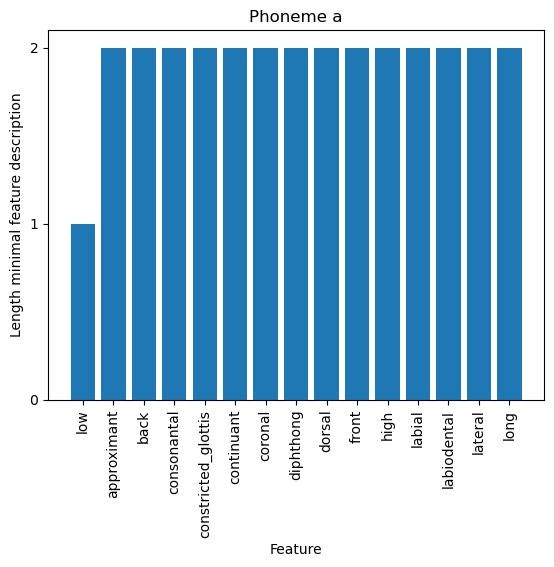 Phoneme a
Length minimal feature description
2
1
0
low
approximant
back
consonantal
constricted_glottis
continuant
coronal
diphthong
dorsal
front
high
labial
labiodental
lateral
long
Feature